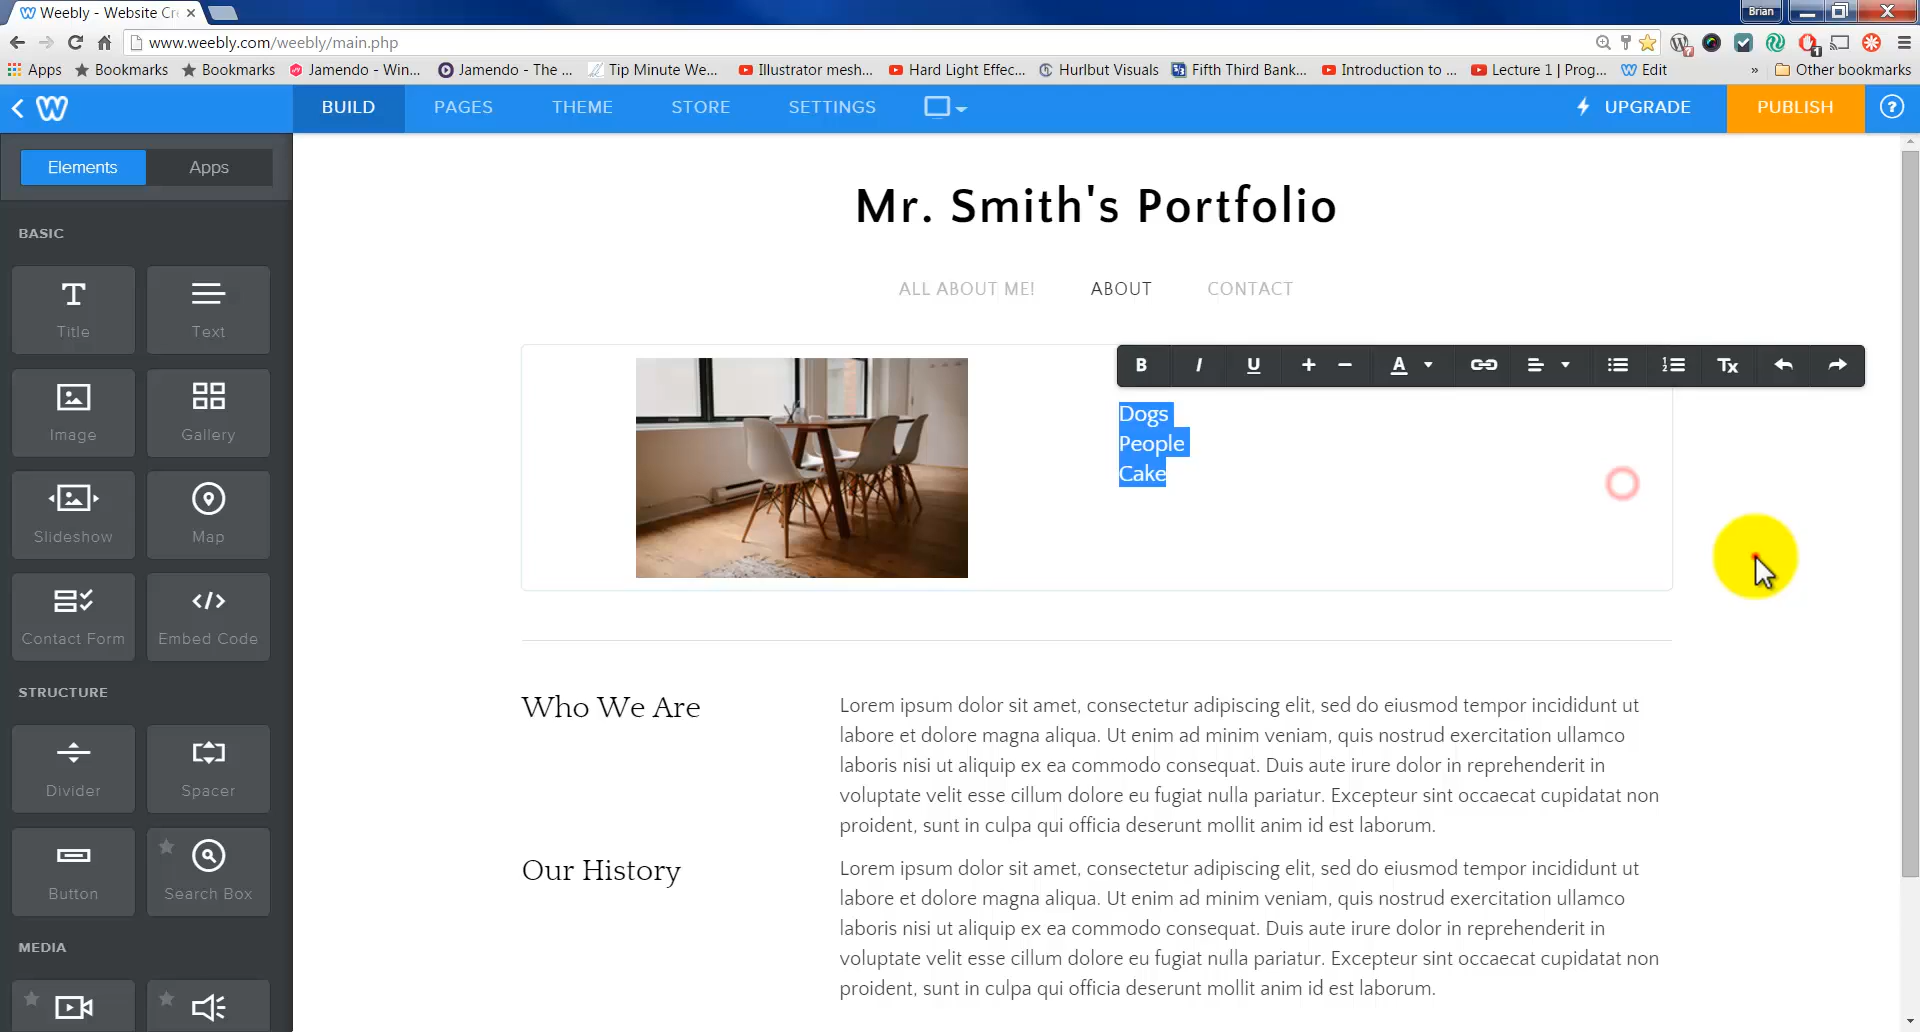 Weebly - Website Cr
Brian
www.weebly.com/weebly/main.php
Apps
Bookmarks
Bookmarks
Jamendo - Win...
Jamendo - The ...
Tip Minute We...
Illustrator mesh...
Hard Light Effec...
Hurlbut Visuals
Fifth Third Bank...
Introduction to ...
Lecture 1 | Prog...
Edit
»
Other bookmarks
BUILD
PAGES
THEME
STORE
SETTINGS
UPGRADE
PUBLISH
?
Elements
Apps
BASIC
Title
Text
Image
Gallery
Slideshow
Map
Contact Form
Embed Code
STRUCTURE
Divider
Spacer
Button
Search Box
MEDIA
Mr. Smith's Portfolio
ALL ABOUT ME!
ABOUT
CONTACT
B I U + - A Tx
Dogs
People
Cake
Who We Are
Lorem ipsum dolor sit amet, consectetur adipiscing elit, sed do eiusmod tempor incididunt ut
labore et dolore magna aliqua. Ut enim ad minim veniam, quis nostrud exercitation ullamco
laboris nisi ut aliquip ex ea commodo consequat. Duis aute irure dolor in reprehenderit in
voluptate velit esse cillum dolore eu fugiat nulla pariatur. Excepteur sint occaecat cupidatat non
proident, sunt in culpa qui officia deserunt mollit anim id est laborum.
Our History
Lorem ipsum dolor sit amet, consectetur adipiscing elit, sed do eiusmod tempor incididunt ut
labore et dolore magna aliqua. Ut enim ad minim veniam, quis nostrud exercitation ullamco
laboris nisi ut aliquip ex ea commodo consequat. Duis aute irure dolor in reprehenderit in
voluptate velit esse cillum dolore eu fugiat nulla pariatur. Excepteur sint occaecat cupidatat non
proident, sunt in culpa qui officia deserunt mollit anim id est laborum.